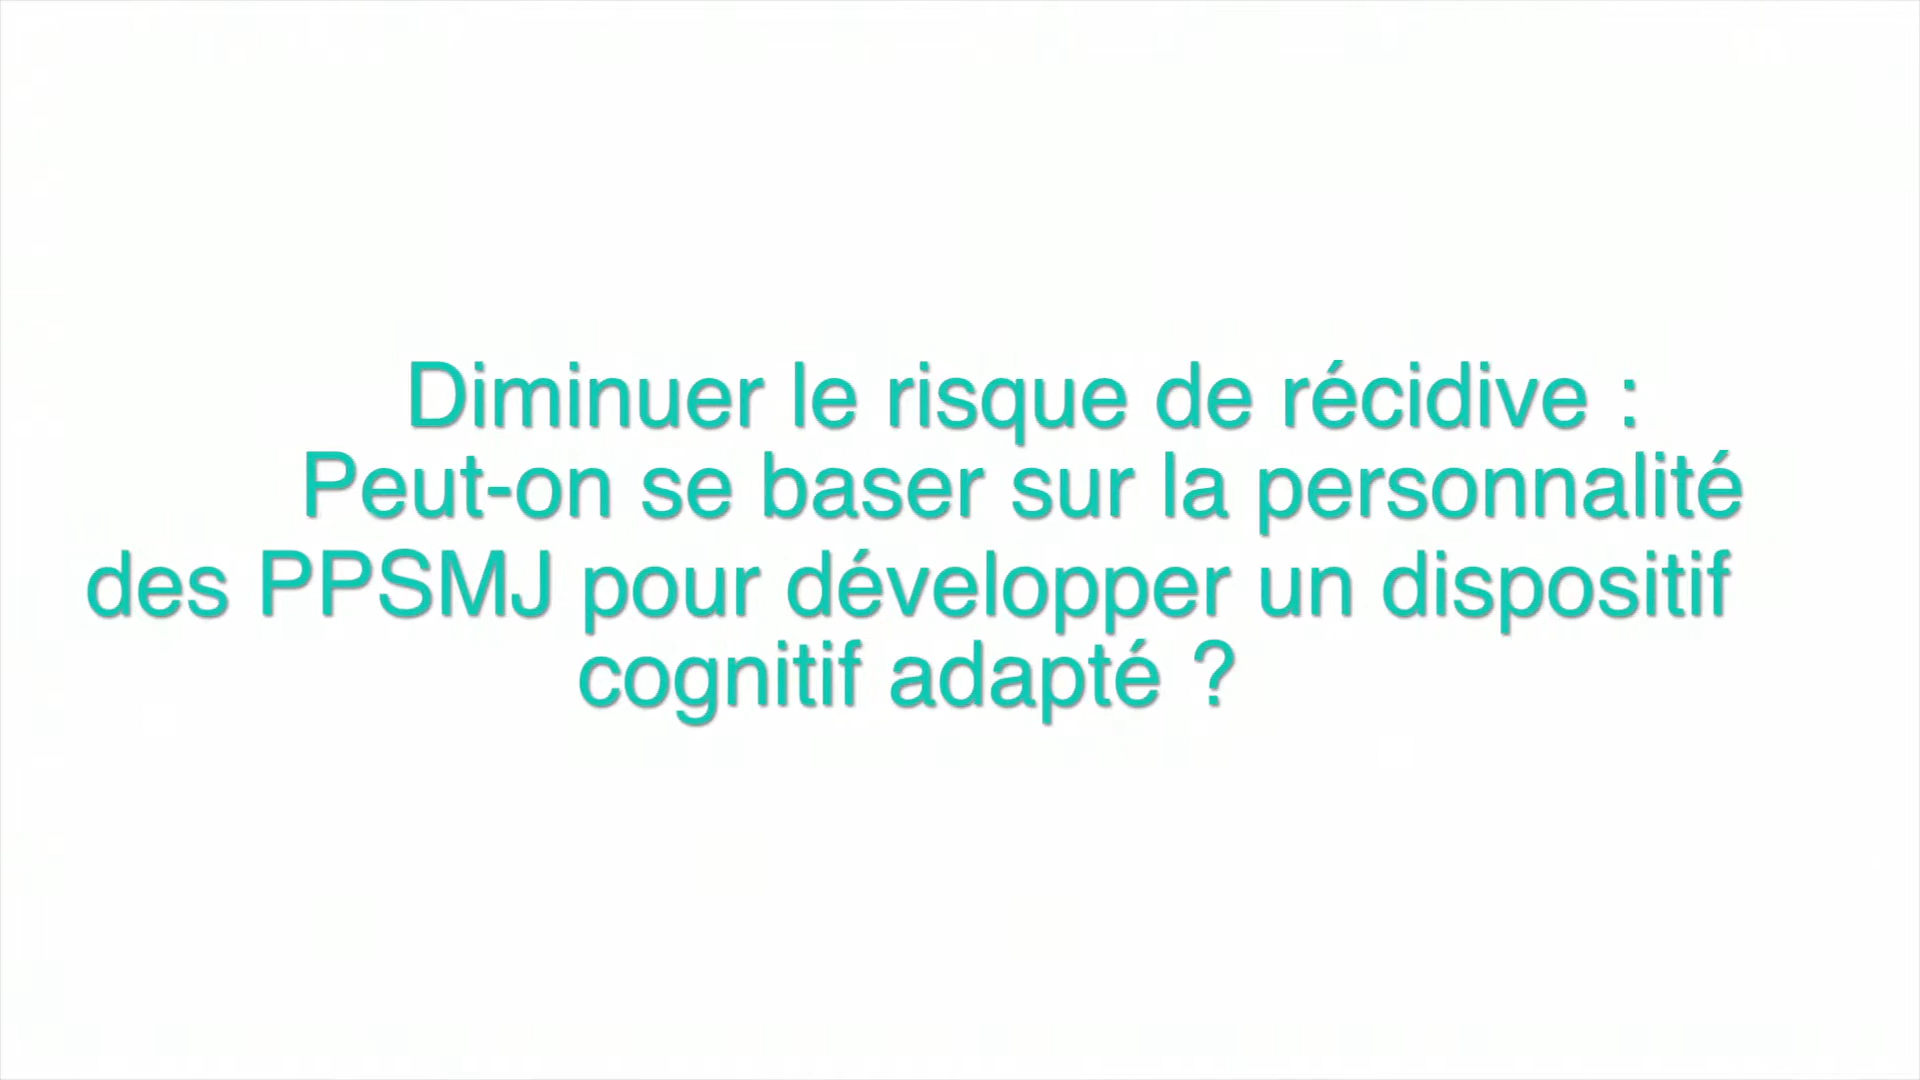 Diminuer le risque de récidive :
Peut-on se baser sur la personnalité
des PPSMJ pour développer un dispositif
cognitif adapté ?